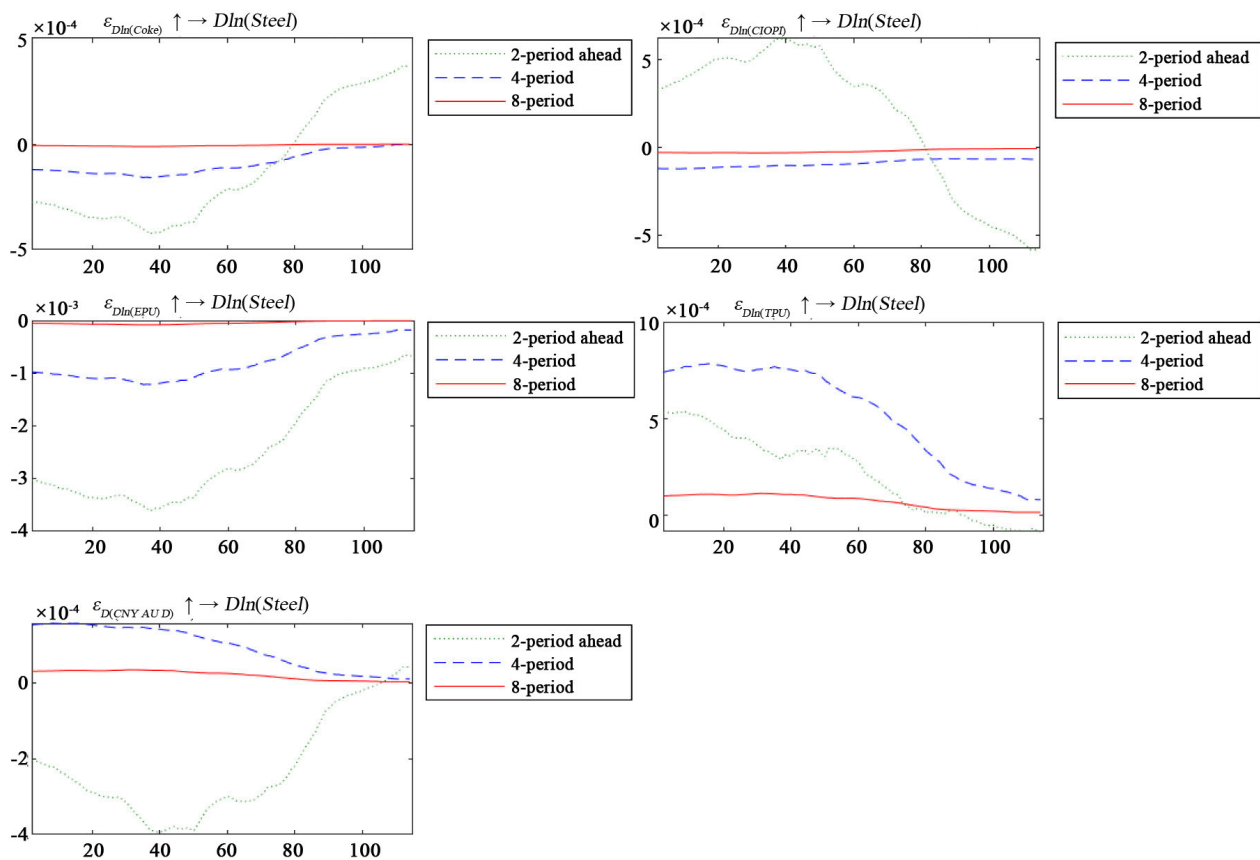 ×10-4 εDln(Coke) ↑ → Dln(Steel)
5
0
-5
20 40 60 80 100
2-period ahead
4-period
8-period
×10-4 εDln(CIOPI) ↑ → Dln(Steel)
5
0
-5
20 40 60 80 100
2-period ahead
4-period
8-period
×10-3 εDln(EPU) ↑ → Dln(Steel)
0
-1
-2
-3
-4
20 40 60 80 100
2-period ahead
4-period
8-period
×10-4 εDln(TPU) ↑ → Dln(Steel)
10
5
0
20 40 60 80 100
2-period ahead
4-period
8-period
×10-4 εD(CNY AU D) ↑ → Dln(Steel)
0
-2
-4
20 40 60 80 100
2-period ahead
4-period
8-period